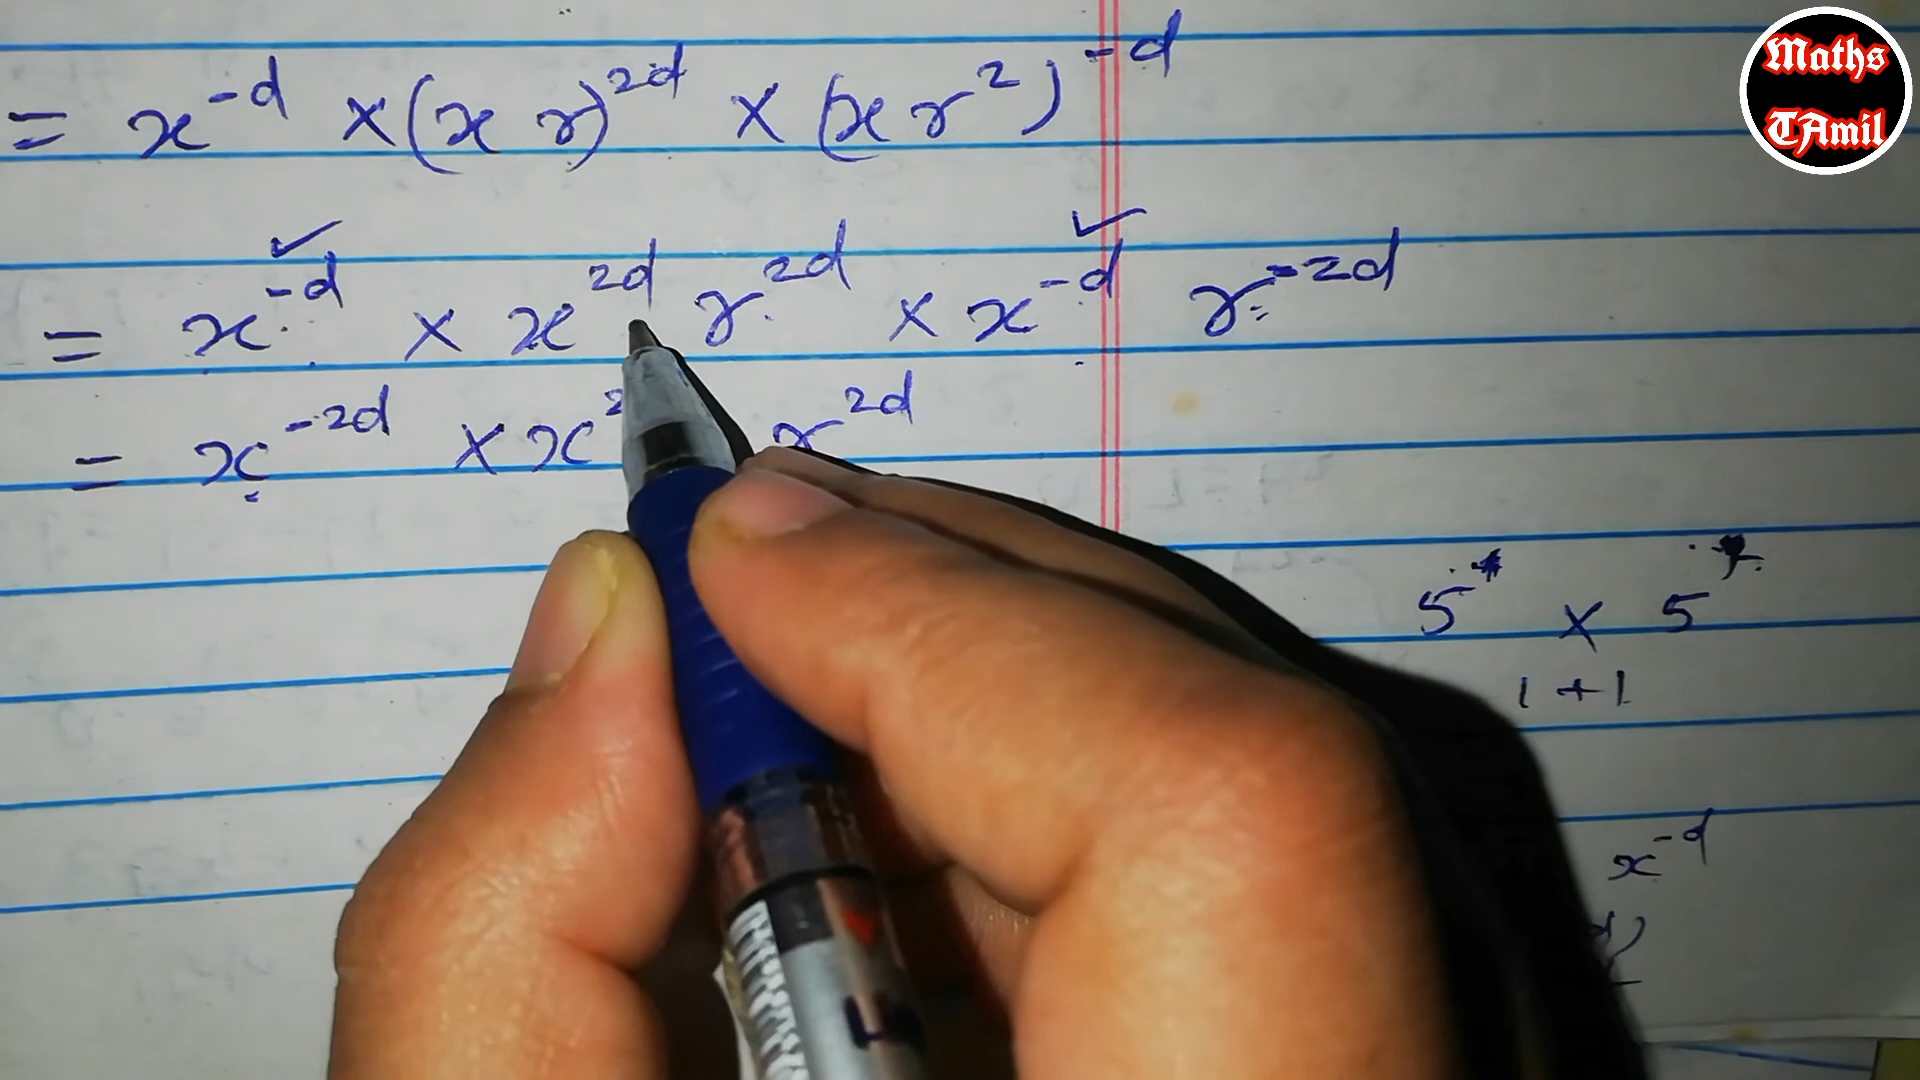 Maths
TAmil
= x^-d × (x r)^2d × (x r^2)^-d
= x^-d × x^2d r^2d × x^-d r^-2d
= x^-2d × x^2 r^2d
5 × 5
1 + 1
x^-d